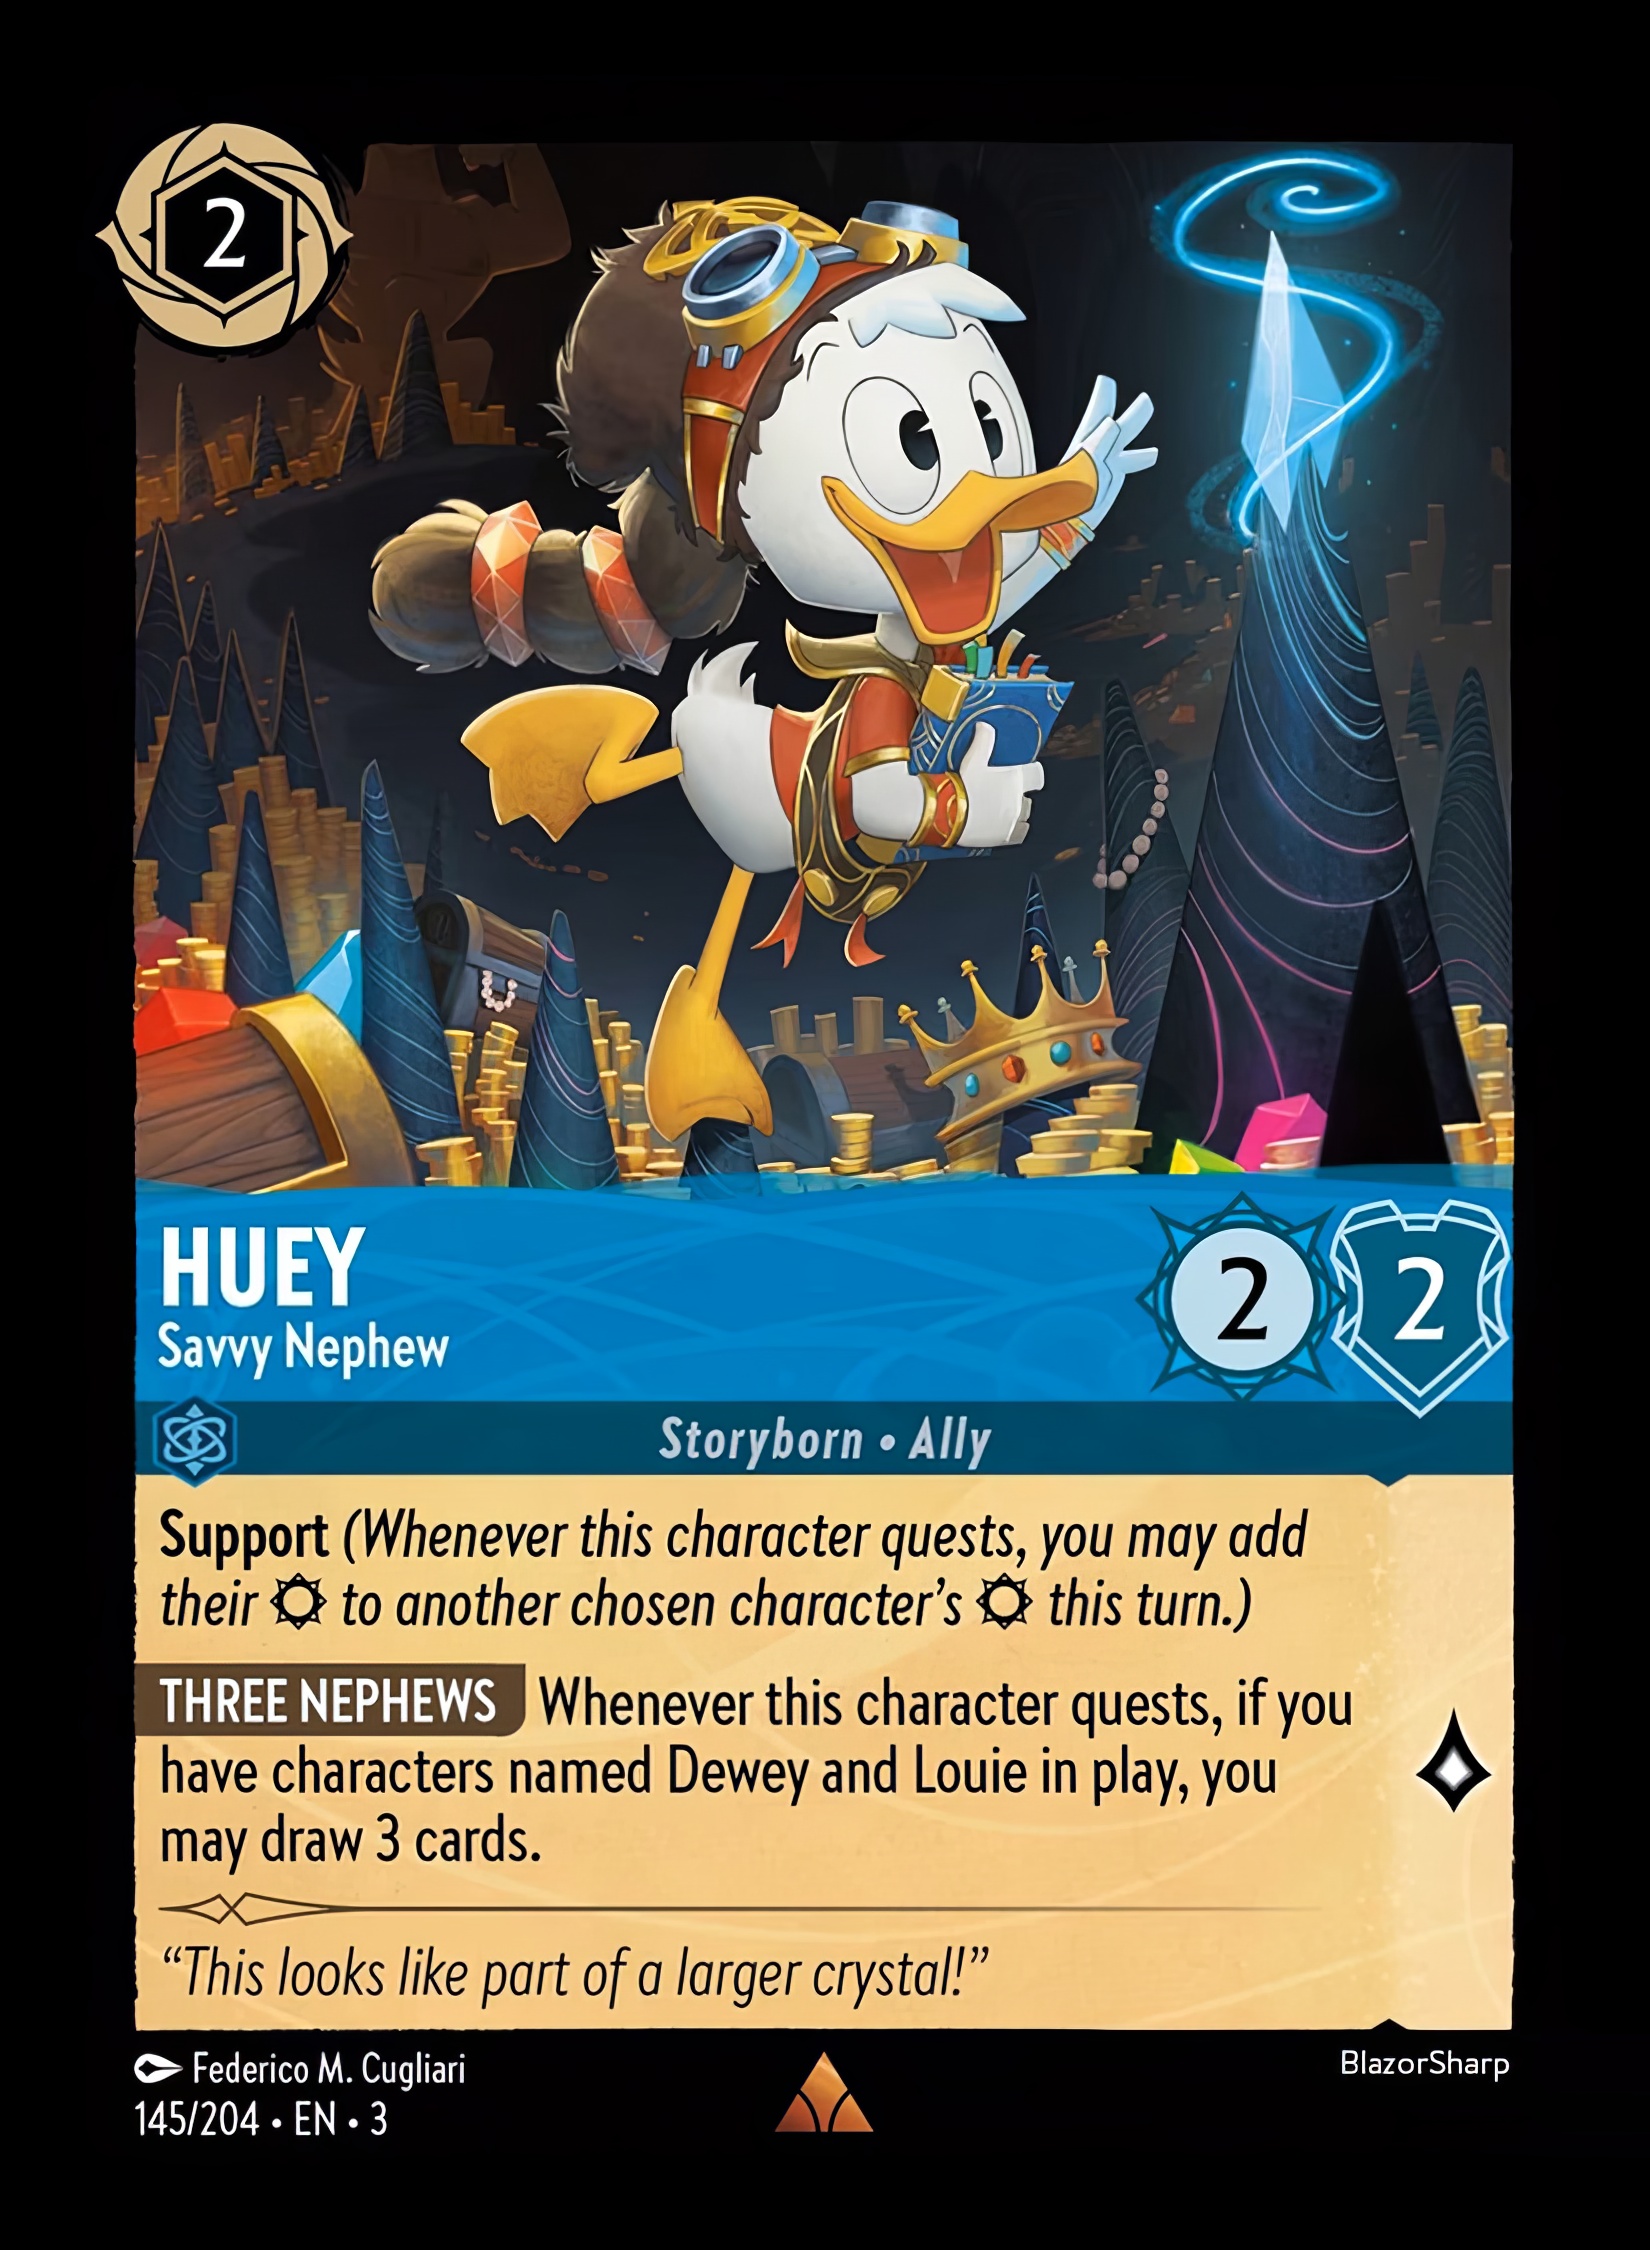 2
HUEY
Savvy Nephew
2 2
Storyborn • Ally
Support (Whenever this character quests, you may add
their to another chosen character’s this turn.)
THREE NEPHEWS Whenever this character quests, if you
have characters named Dewey and Louie in play, you
may draw 3 cards.
“This looks like part of a larger crystal!”
Federico M. Cugliari
BlazorSharp
145/204 • EN • 3